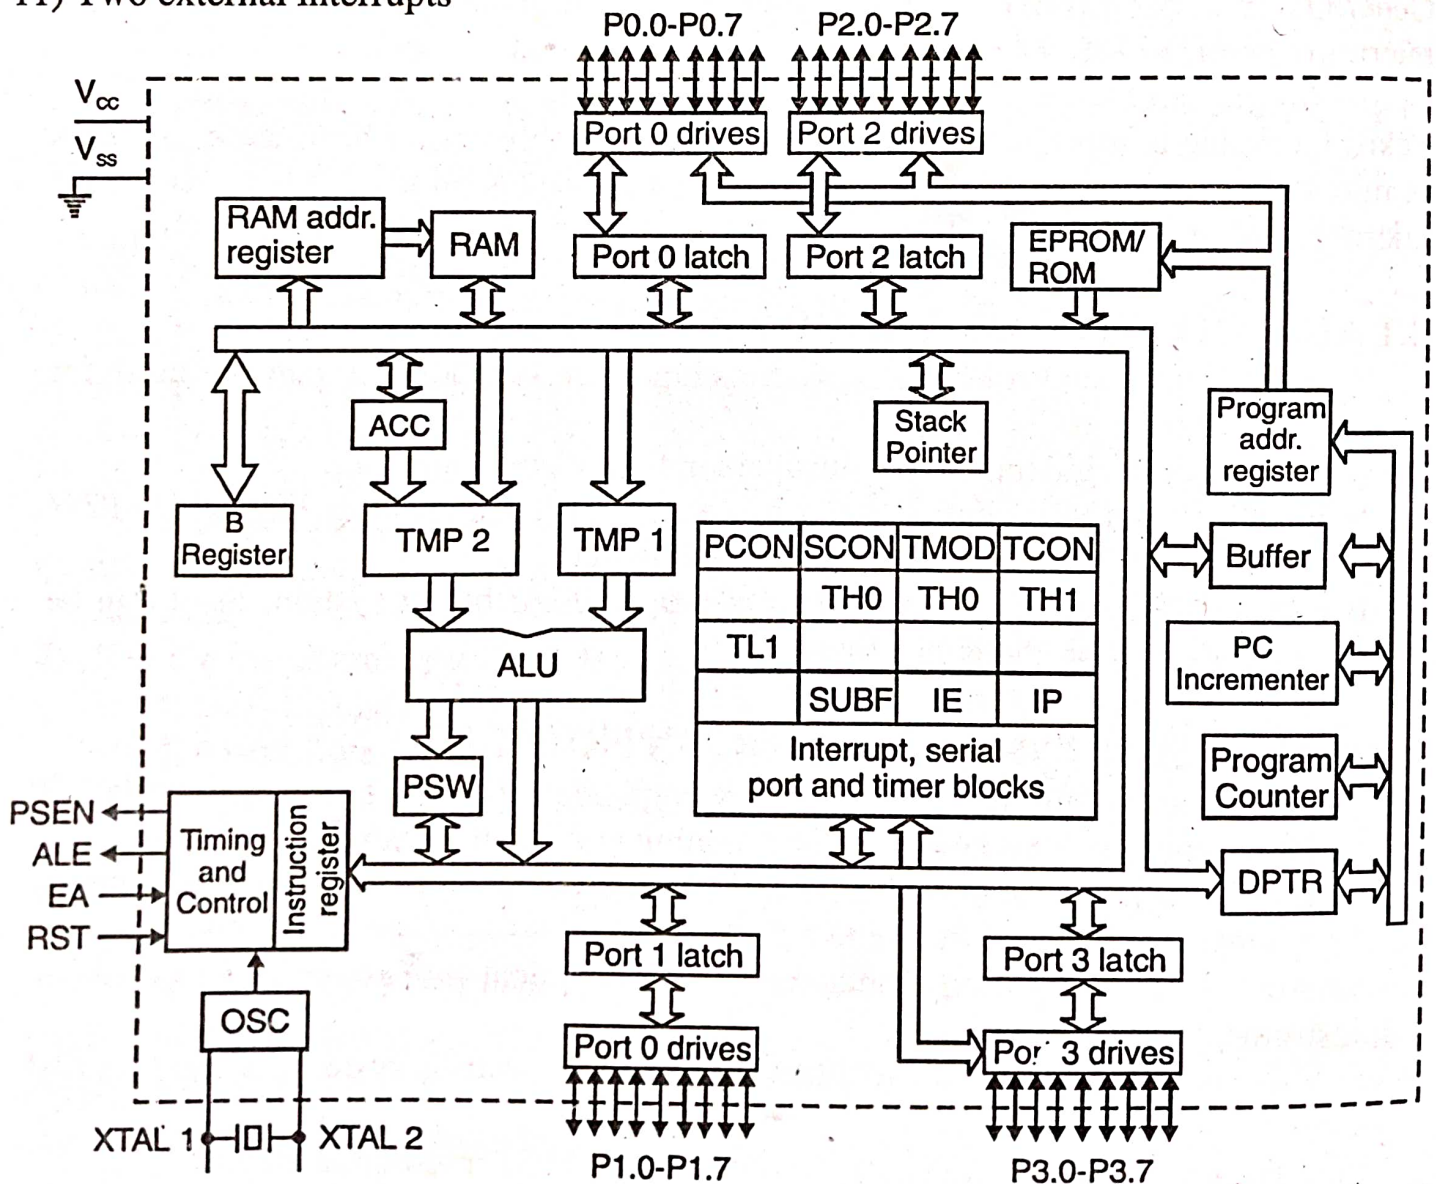 11) Two external interrupts
P0.0-P0.7 P2.0-P2.7
Vcc
Vss
Port 0 drives Port 2 drives
RAM addr.
register
RAM
Port 0 latch Port 2 latch
EPROM/
ROM
ACC
Stack
Pointer
Program
addr.
register
B
Register
TMP 2 TMP 1
PCON SCON TMOD TCON
TH0 TH0 TH1
TL1
SUBF IE IP
Interrupt, serial
port and timer blocks
Buffer
PC
Incrementer
Program
Counter
DPTR
ALU
PSW
PSEN
ALE
EA
RST
Timing
and
Control
Instruction
register
OSC
XTAL 1 XTAL 2
Port 1 latch Port 3 latch
Port 0 drives Por 3 drives
P1.0-P1.7 P3.0-P3.7